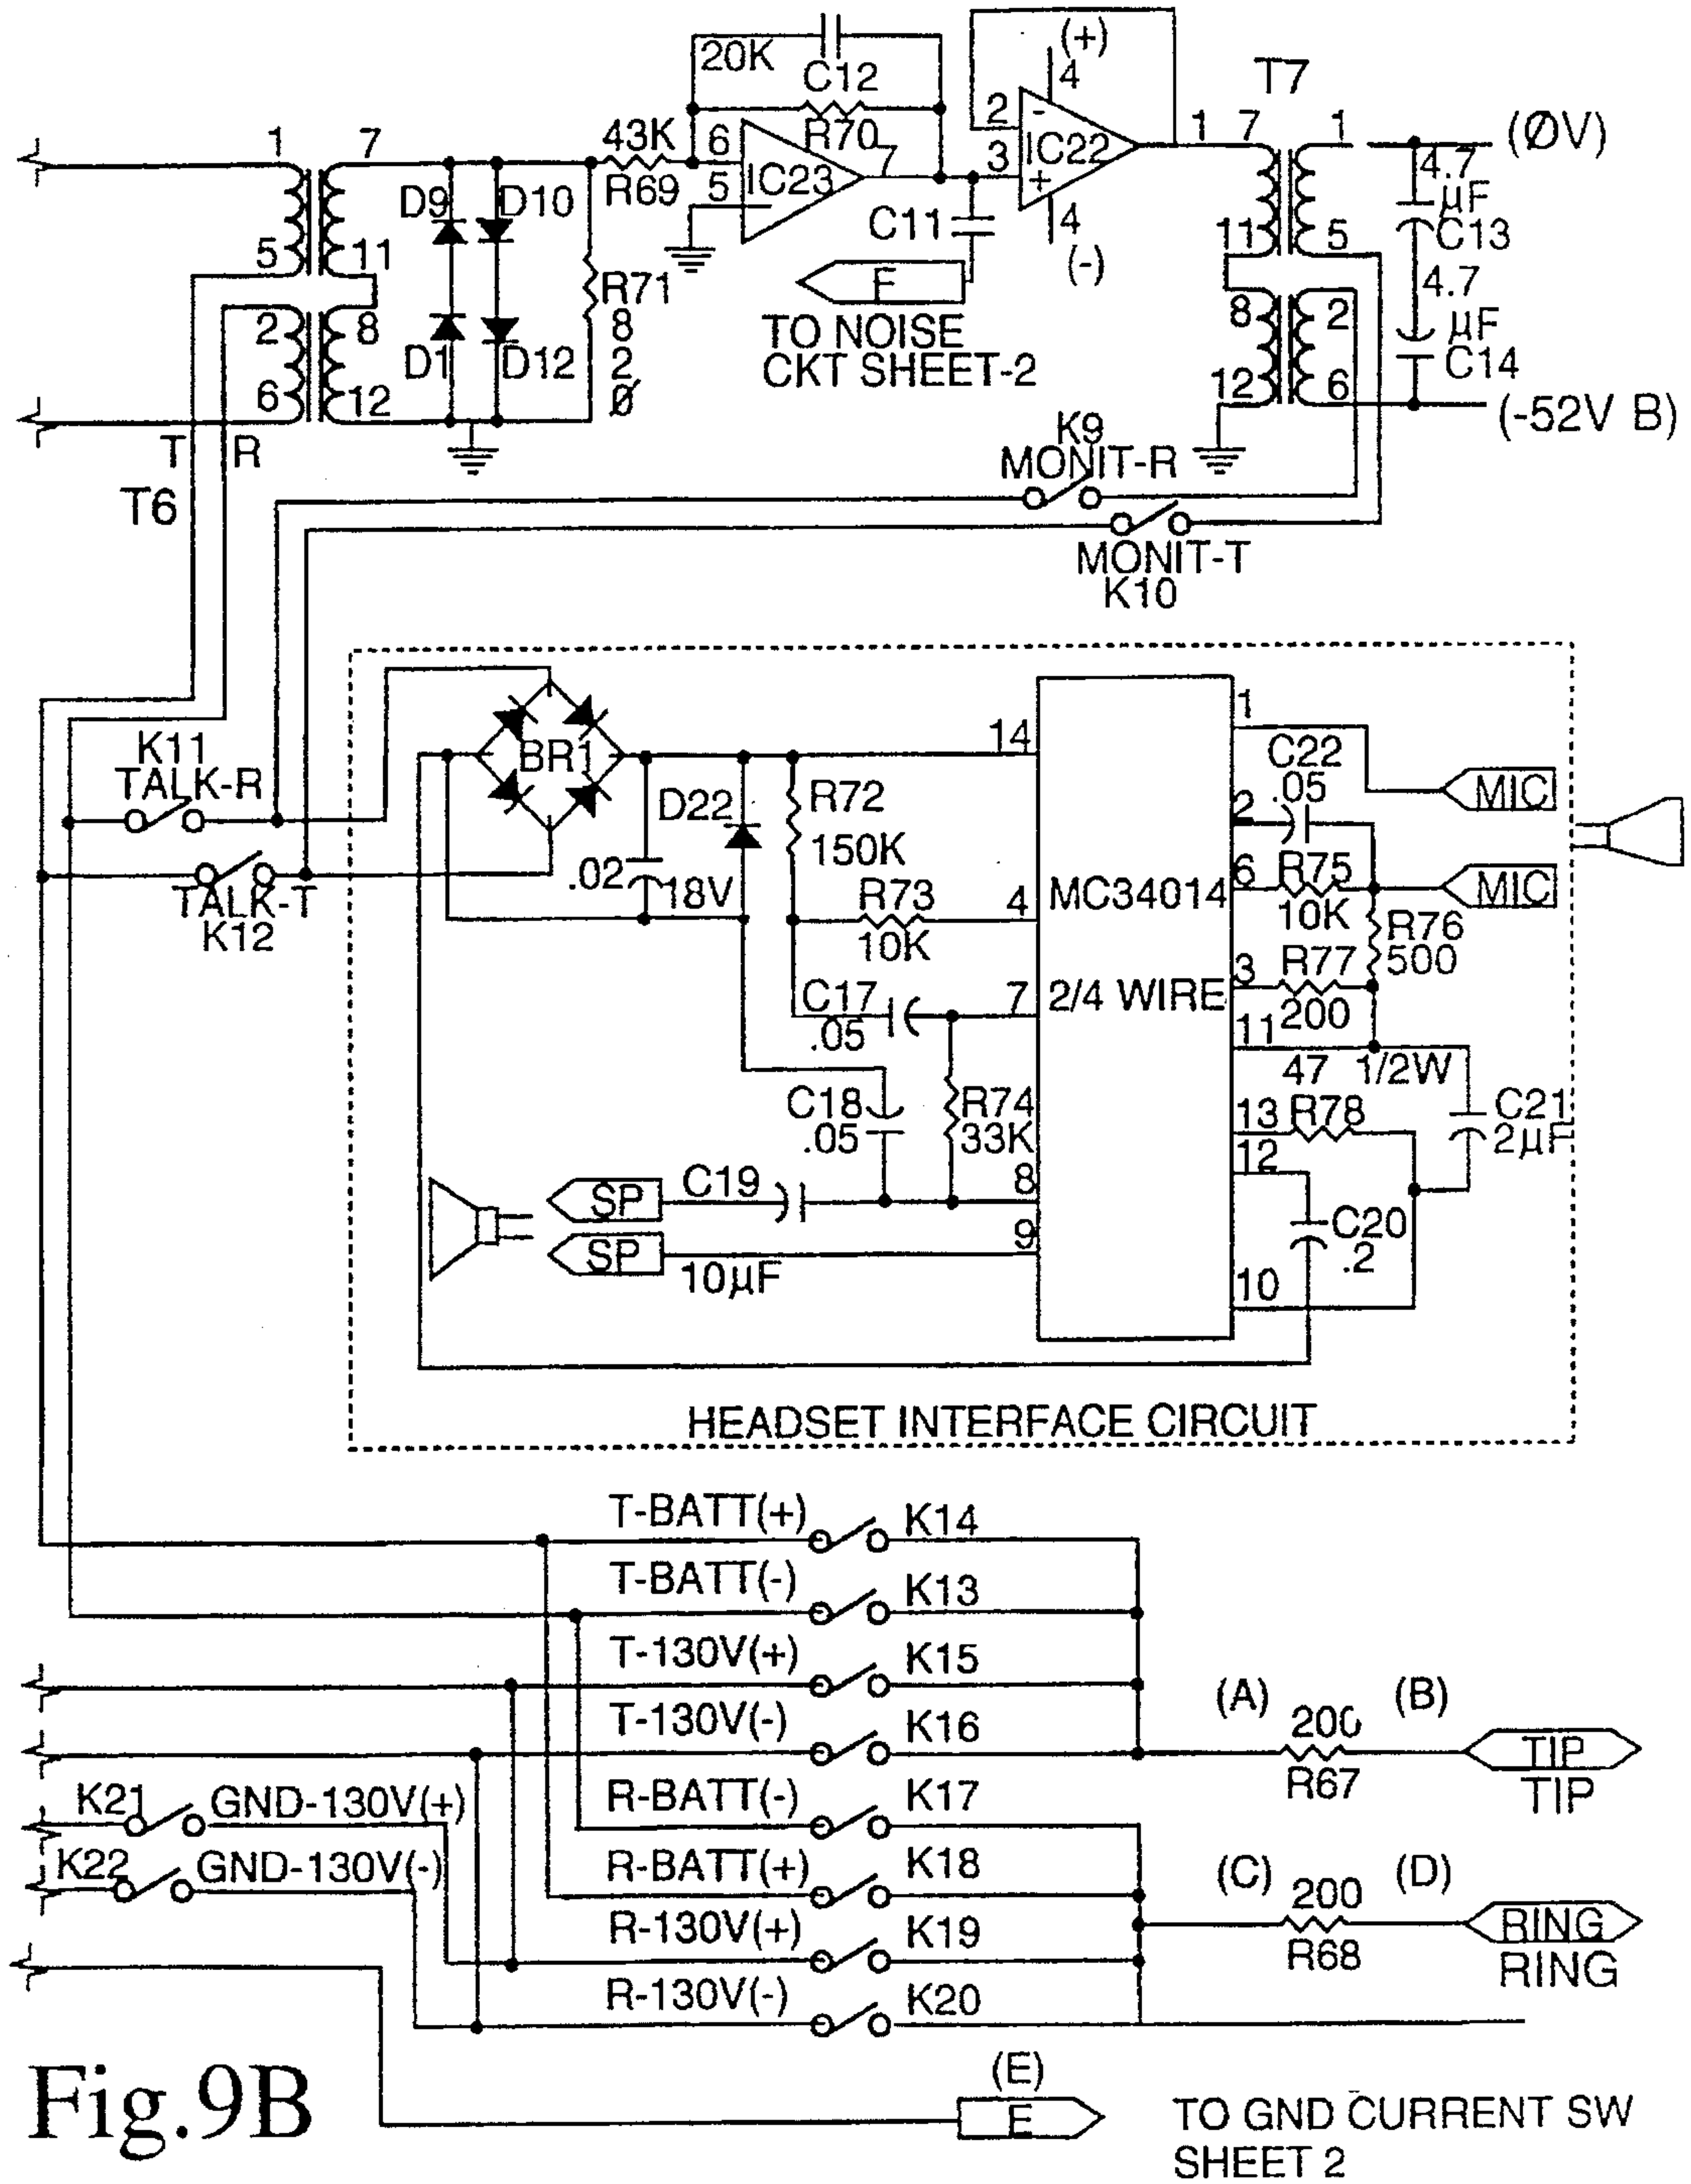 20K
C12
(+)
4
T7
1
7
43K
R69
6
5
R70
7
IC23
2
-
3
+
IC22
1
7
1
(ØV)
4.7
µF
C13
D9
D10
C11
4
(-)
5
11
11
5
R71
8
2
Ø
F
TO NOISE
CKT SHEET-2
4.7
µF
C14
2
8
D1
D12
8
2
6
12
12
6
(-52V B)
T
R
T6
K9
MONIT-R
MONIT-T
K10
K11
TALK-R
TALK-T
K12
BR1
14
1
MIC
D22
R72
150K
C22
.05
2
.02
18V
R73
10K
4
MC34014
6
R75
10K
MIC
R76
500
C17
.05
7
2/4 WIRE
3
R77
200
11
47
1/2W
C18
.05
R74
33K
13
R78
C21
2µF
12
SP
C19
8
C20
.2
SP
10µF
9
10
HEADSET INTERFACE CIRCUIT
T-BATT(+)
K14
T-BATT(-)
K13
T-130V(+)
K15
T-130V(-)
K16
(A)
200
(B)
R67
TIP
TIP
K21
GND-130V(+)
R-BATT(-)
K17
K22
GND-130V(-)
R-BATT(+)
K18
(C)
200
(D)
R68
RING
RING
R-130V(+)
K19
R-130V(-)
K20
(E)
E
TO GND CURRENT SW
SHEET 2
Fig.9B